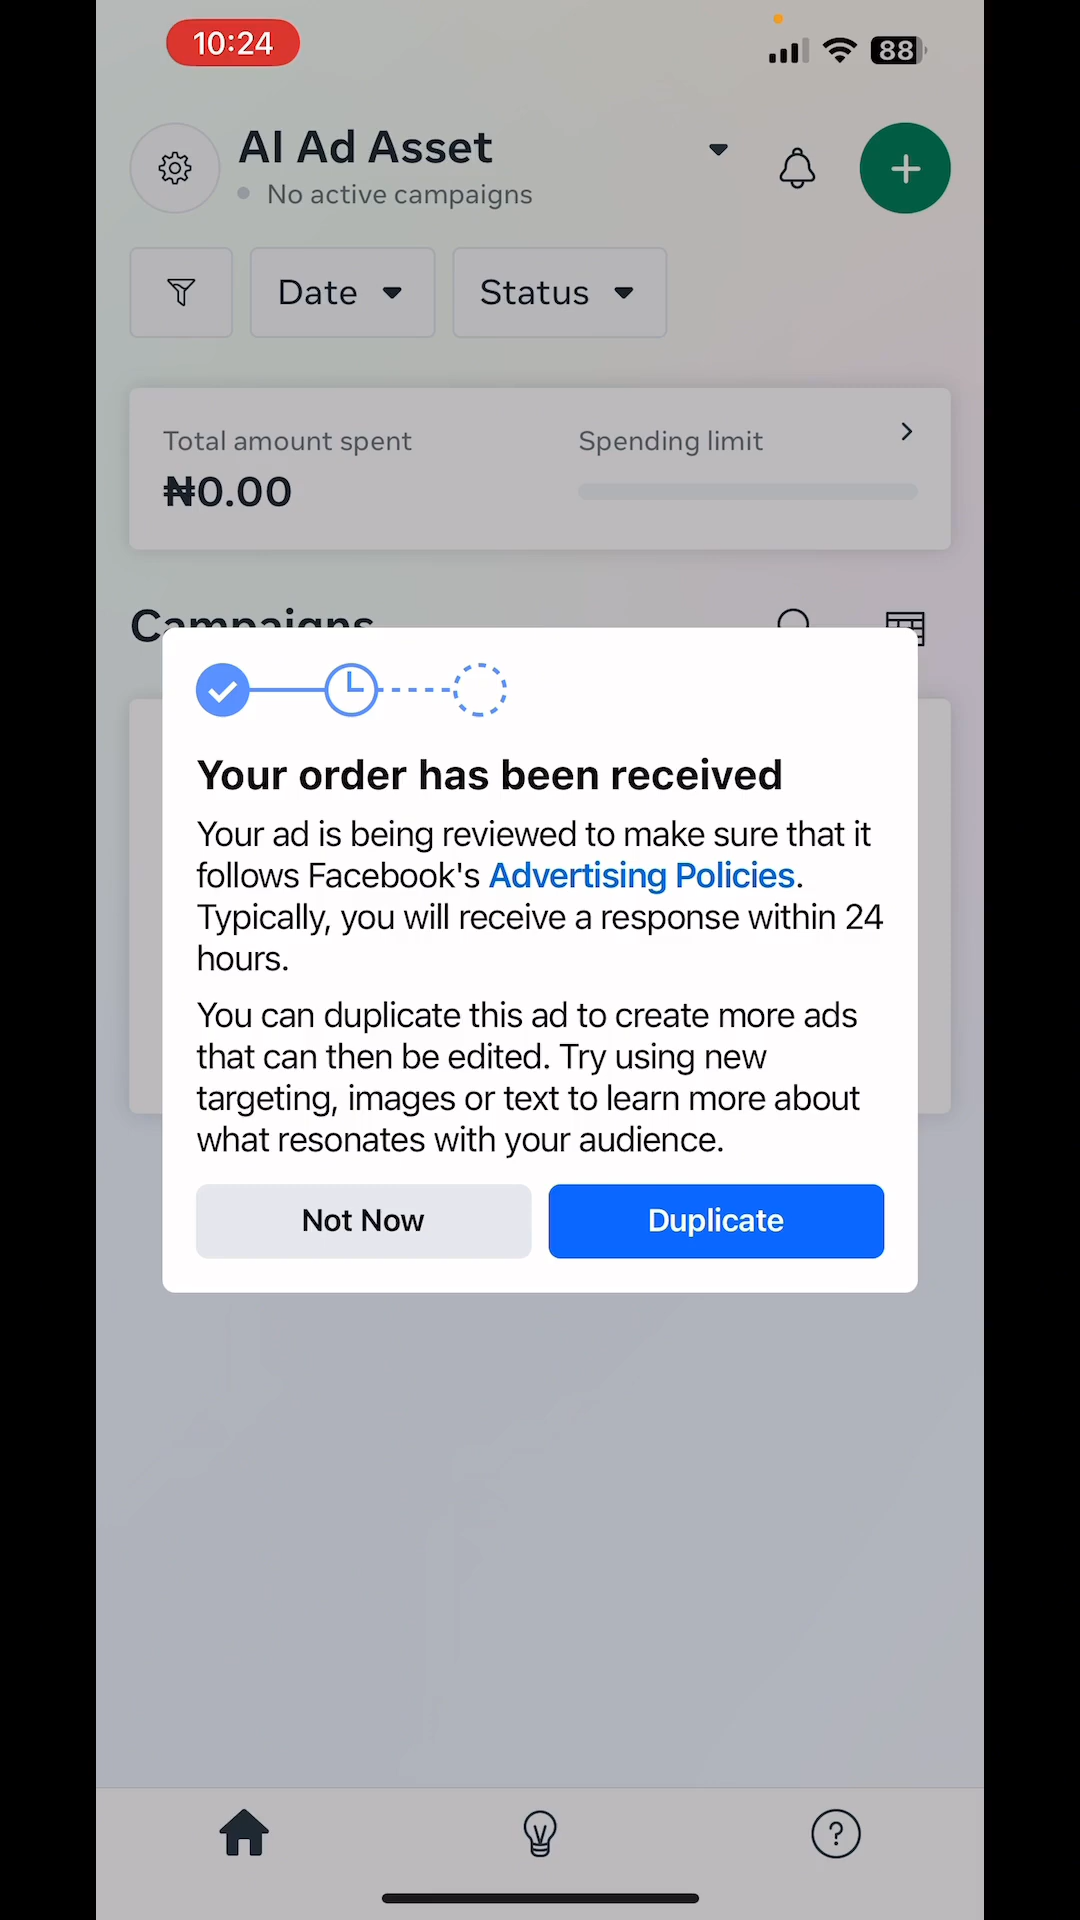 10:24
88
AI Ad Asset
No active campaigns
Date
Status
Total amount spent
Spending limit
₦0.00
Campaigns
Your order has been received
Your ad is being reviewed to make sure that it
follows Facebook's Advertising Policies.
Typically, you will receive a response within 24
hours.
You can duplicate this ad to create more ads
that can then be edited. Try using new
targeting, images or text to learn more about
what resonates with your audience.
Not Now
Duplicate